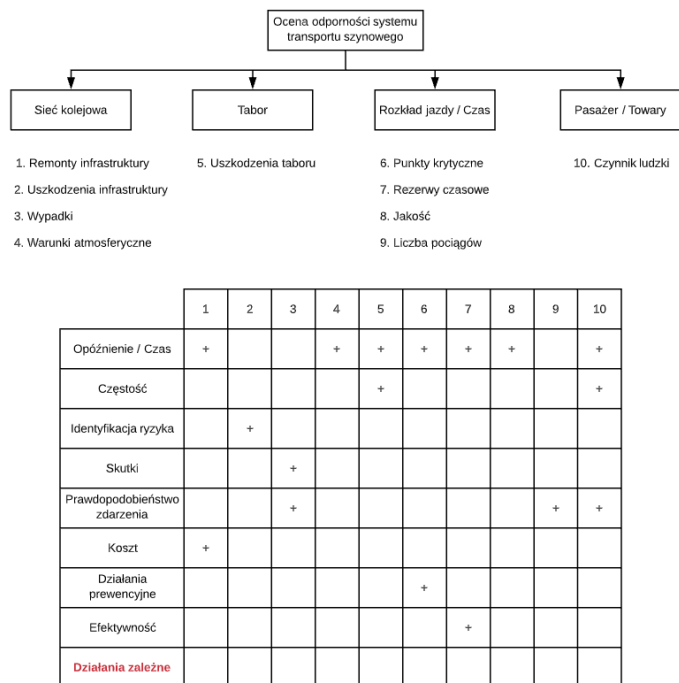 Ocena odporności systemu
transportu szynowego
Sieć kolejowa
Tabor
Rozkład jazdy / Czas
Pasażer / Towary
1. Remonty infrastruktury
2. Uszkodzenia infrastruktury
3. Wypadki
4. Warunki atmosferyczne
5. Uszkodzenia taboru
6. Punkty krytyczne
7. Rezerwy czasowe
8. Jakość
9. Liczba pociągów
10. Czynnik ludzki
1 2 3 4 5 6 7 8 9 10
Opóźnienie / Czas + + + + + + +
Częstość + +
Identyfikacja ryzyka +
Skutki +
Prawdopodobieństwo
zdarzenia + + +
Koszt +
Działania
prewencyjne +
Efektywność +
Działania zależne